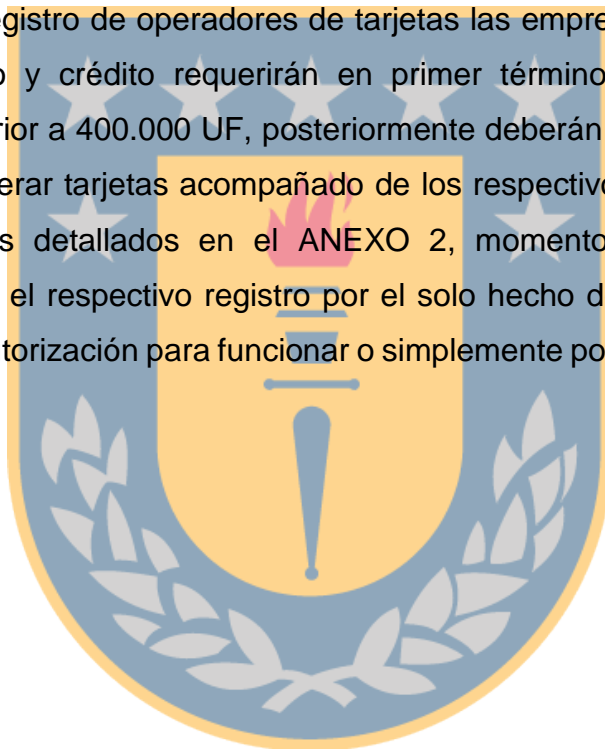 gistro de operadores de tarjetas las empre
y crédito requerirán en primer término
rior a 400.000 UF, posteriormente deberán
erar tarjetas acompañado de los respectivo
s detallados en el ANEXO 2, momento
el respectivo registro por el solo hecho d
torización para funcionar o simplemente po